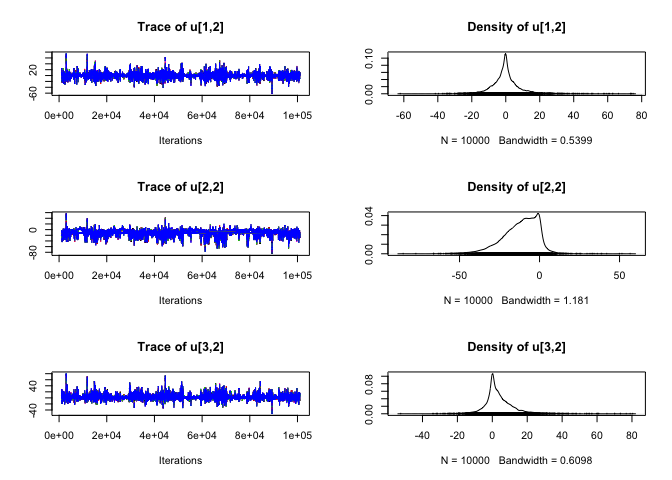 Trace of u[1,2]
Density of u[1,2]
20
-60
0e+00 2e+04 4e+04 6e+04 8e+04 1e+05
Iterations
0.10
0.00
-60 -40 -20 0 20 40 60 80
N = 10000 Bandwidth = 0.5399
Trace of u[2,2]
Density of u[2,2]
0
-80
0e+00 2e+04 4e+04 6e+04 8e+04 1e+05
Iterations
0.04
0.00
-50 0 50
N = 10000 Bandwidth = 1.181
Trace of u[3,2]
Density of u[3,2]
40
-40
0e+00 2e+04 4e+04 6e+04 8e+04 1e+05
Iterations
0.08
0.00
-40 -20 0 20 40 60 80
N = 10000 Bandwidth = 0.6098